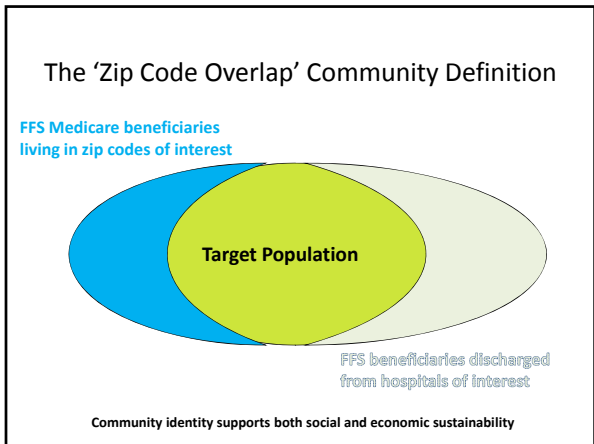 The ‘Zip Code Overlap’ Community Definition
FFS Medicare beneficiaries
living in zip codes of interest
Target Population
FFS beneficiaries discharged
from hospitals of interest
Community identity supports both social and economic sustainability